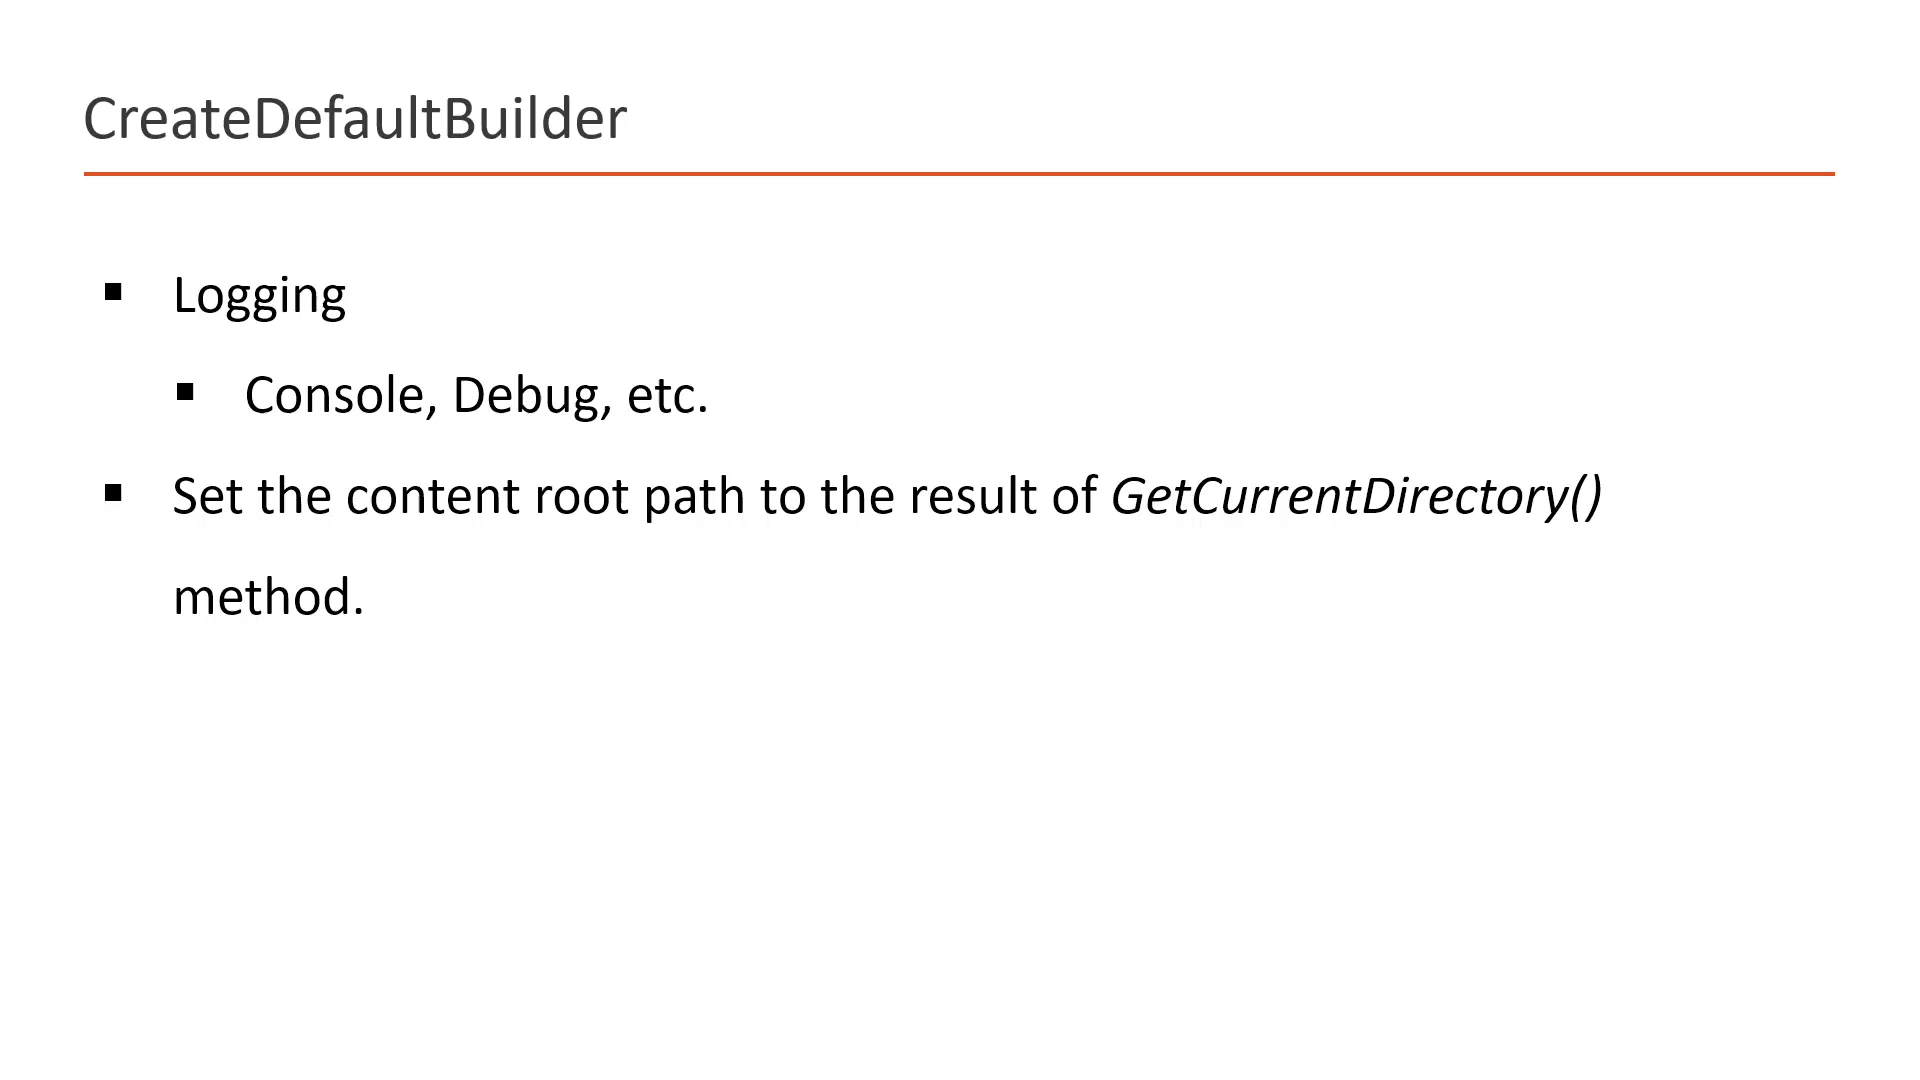 CreateDefaultBuilder
▪ Logging
▪ Console, Debug, etc.
▪ Set the content root path to the result of GetCurrentDirectory()
method.